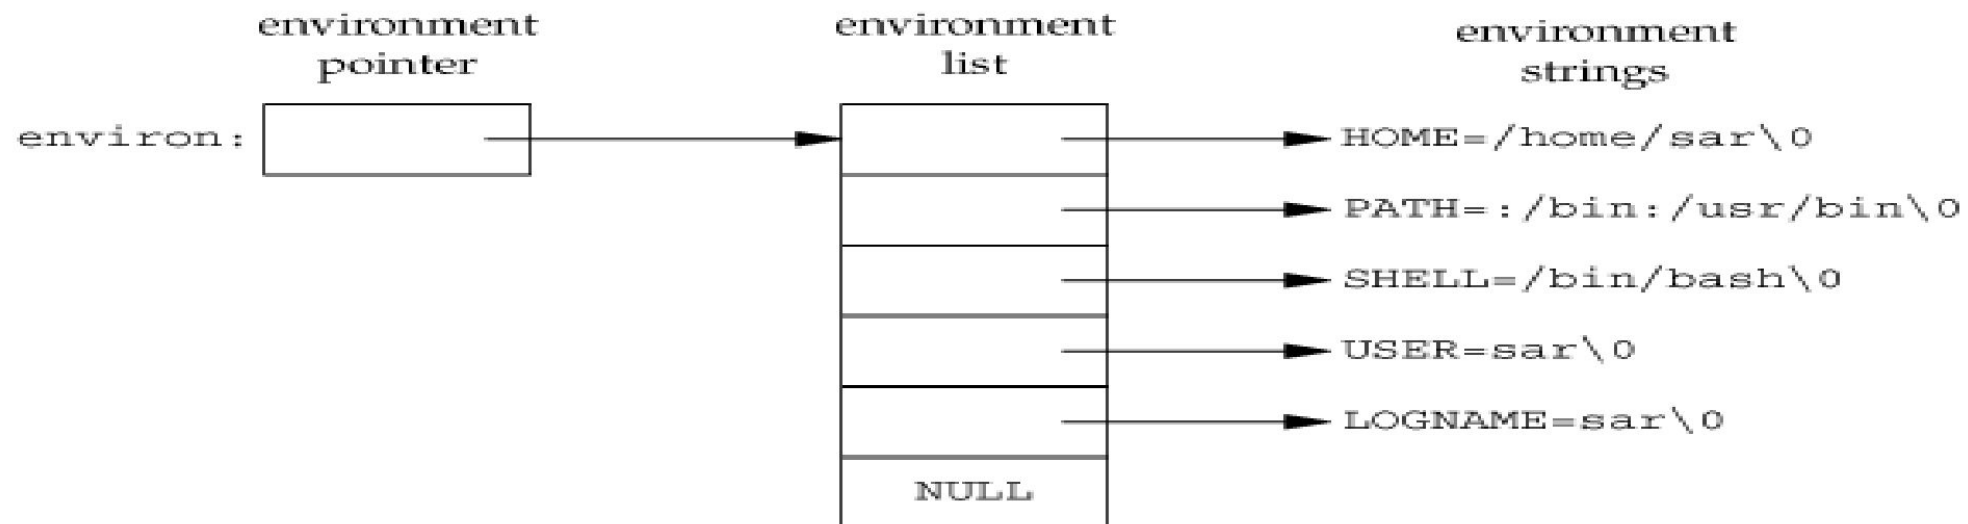 environment
pointer
environment
list
environment
strings
environ:
HOME=/home/sar\0
PATH=:/bin:/usr/bin\0
SHELL=/bin/bash\0
USER=sar\0
LOGNAME=sar\0
NULL